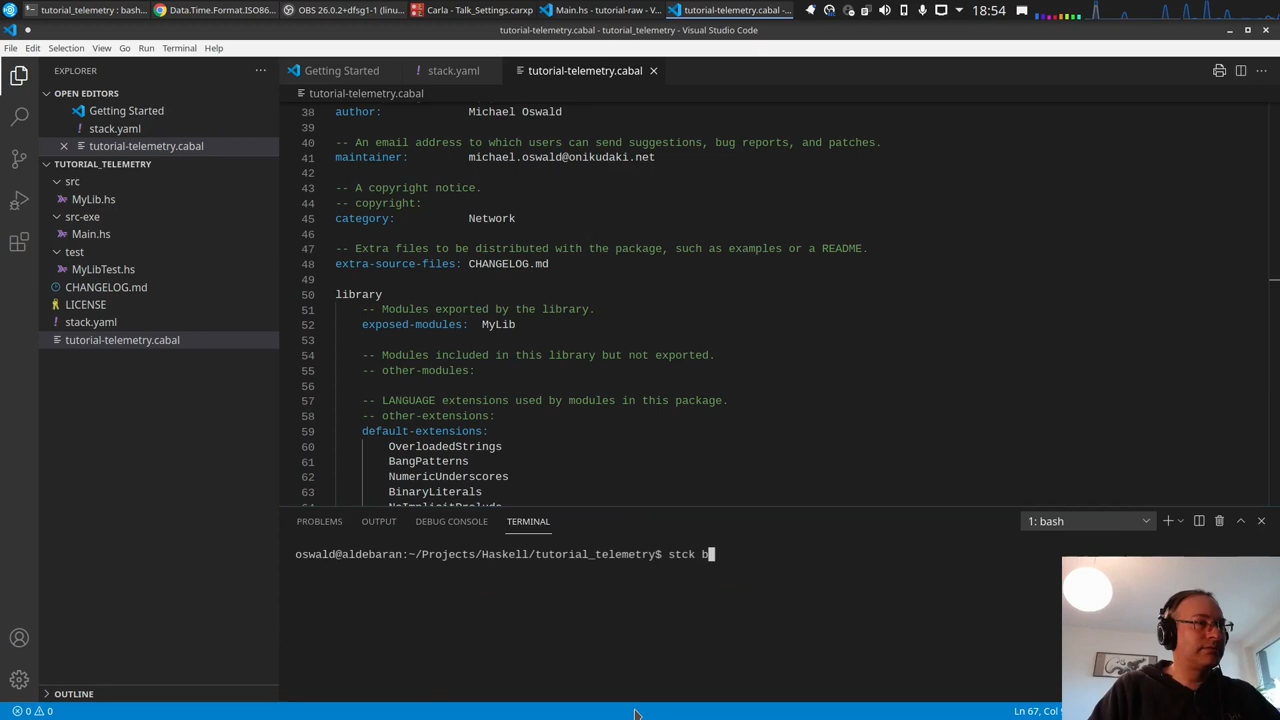 tutorial_telemetry : bash...
Data.Time.Format.ISO86...
OBS 26.0.2+dfsg1-1 (linu...
Carla - Talk_Settings.carxp
Main.hs - tutorial-raw - V...
tutorial-telemetry.cabal -...
18:54
tutorial-telemetry.cabal - tutorial_telemetry - Visual Studio Code
File Edit Selection View Go Run Terminal Help
EXPLORER
OPEN EDITORS
Getting Started
stack.yaml
tutorial-telemetry.cabal
TUTORIAL_TELEMETRY
src
MyLib.hs
src-exe
Main.hs
test
MyLibTest.hs
CHANGELOG.md
LICENSE
stack.yaml
tutorial-telemetry.cabal
OUTLINE
Getting Started
stack.yaml
tutorial-telemetry.cabal
tutorial-telemetry.cabal
38 author: Michael Oswald
39
40 -- An email address to which users can send suggestions, bug reports, and patches.
41 maintainer: michael.oswald@onikudaki.net
42
43 -- A copyright notice.
44 -- copyright:
45 category: Network
46
47 -- Extra files to be distributed with the package, such as examples or a README.
48 extra-source-files: CHANGELOG.md
49
50 library
51 -- Modules exported by the library.
52 exposed-modules: MyLib
53
54 -- Modules included in this library but not exported.
55 -- other-modules:
56
57 -- LANGUAGE extensions used by modules in this package.
58 -- other-extensions:
59 default-extensions:
60 OverloadedStrings
61 BangPatterns
62 NumericUnderscores
63 BinaryLiterals
64 NoImplicitPrelude
PROBLEMS OUTPUT DEBUG CONSOLE TERMINAL
1: bash
oswald@aldebaran:~/Projects/Haskell/tutorial_telemetry$ stck b
0 0
Ln 67, Col